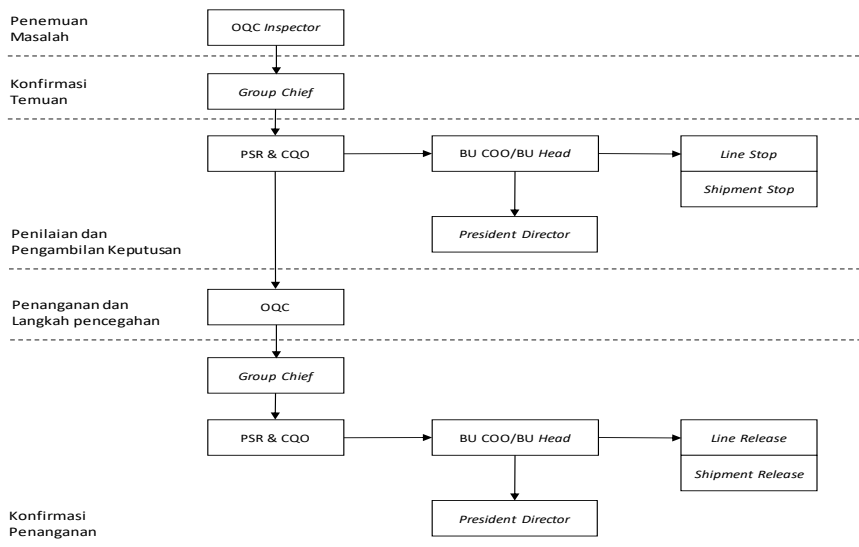 Penemuan
Masalah
OQC Inspector
Konfirmasi
Temuan
Group Chief
PSR & CQO
BU COO/BU Head
Line Stop
Shipment Stop
President Director
Penilaian dan
Pengambilan Keputusan
Penanganan dan
Langkah pencegahan
OQC
Group Chief
PSR & CQO
BU COO/BU Head
Line Release
Shipment Release
President Director
Konfirmasi
Penanganan